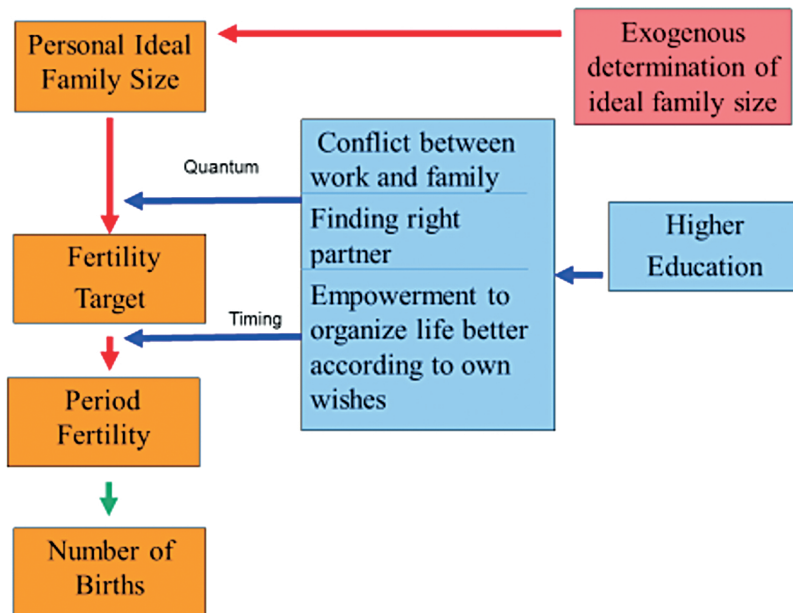 Personal Ideal
Family Size
Exogenous
determination of
ideal family size
Conflict between
work and family
Quantum
Finding right
partner
Higher
Education
Fertility
Target
Empowerment to
organize life better
according to own
wishes
Timing
Period
Fertility
Number of
Births